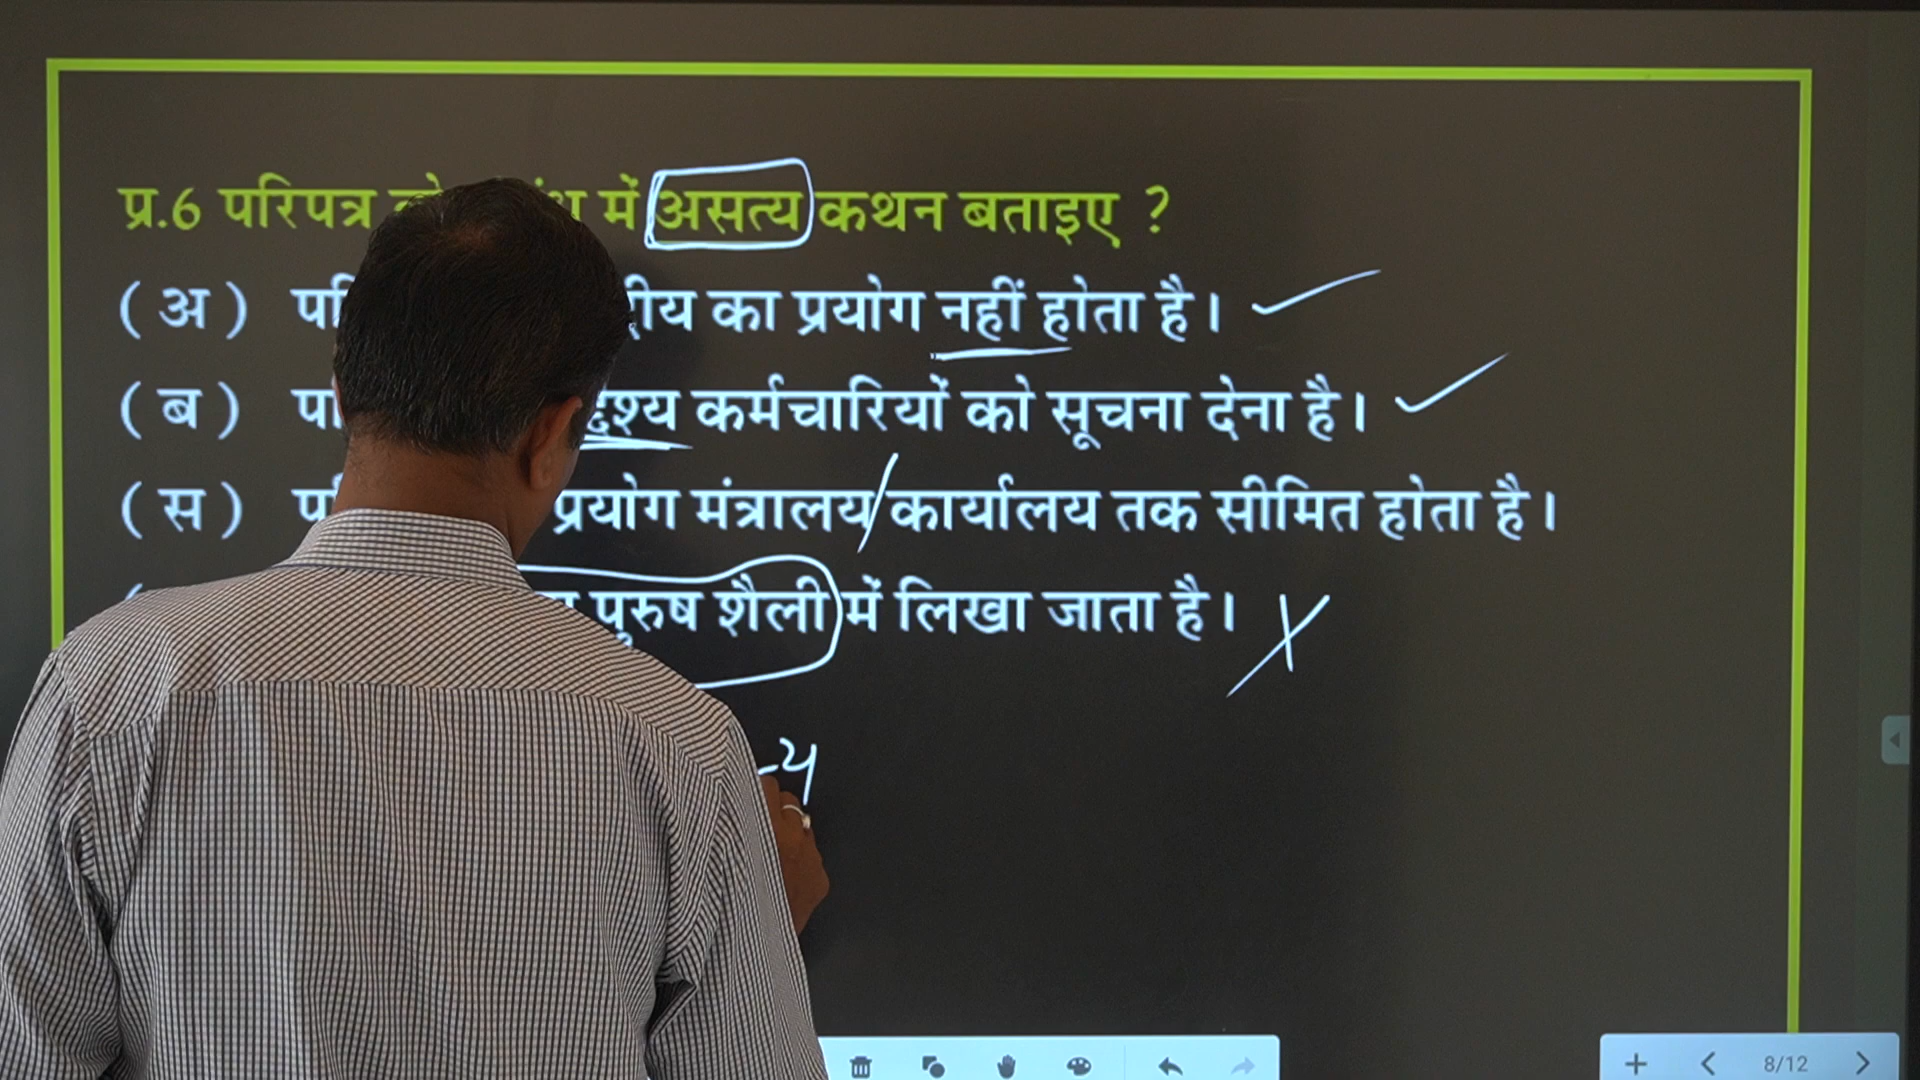 प्र.6 परिपत्र में असत्य कथन बताइए ?
( अ ) का प्रयोग नहीं होता है।
( ब ) कर्मचारियों को सूचना देना है।
( स ) प्रयोग मंत्रालय/कार्यालय तक सीमित होता है।
पुरुष शैली में लिखा जाता है।
8/12